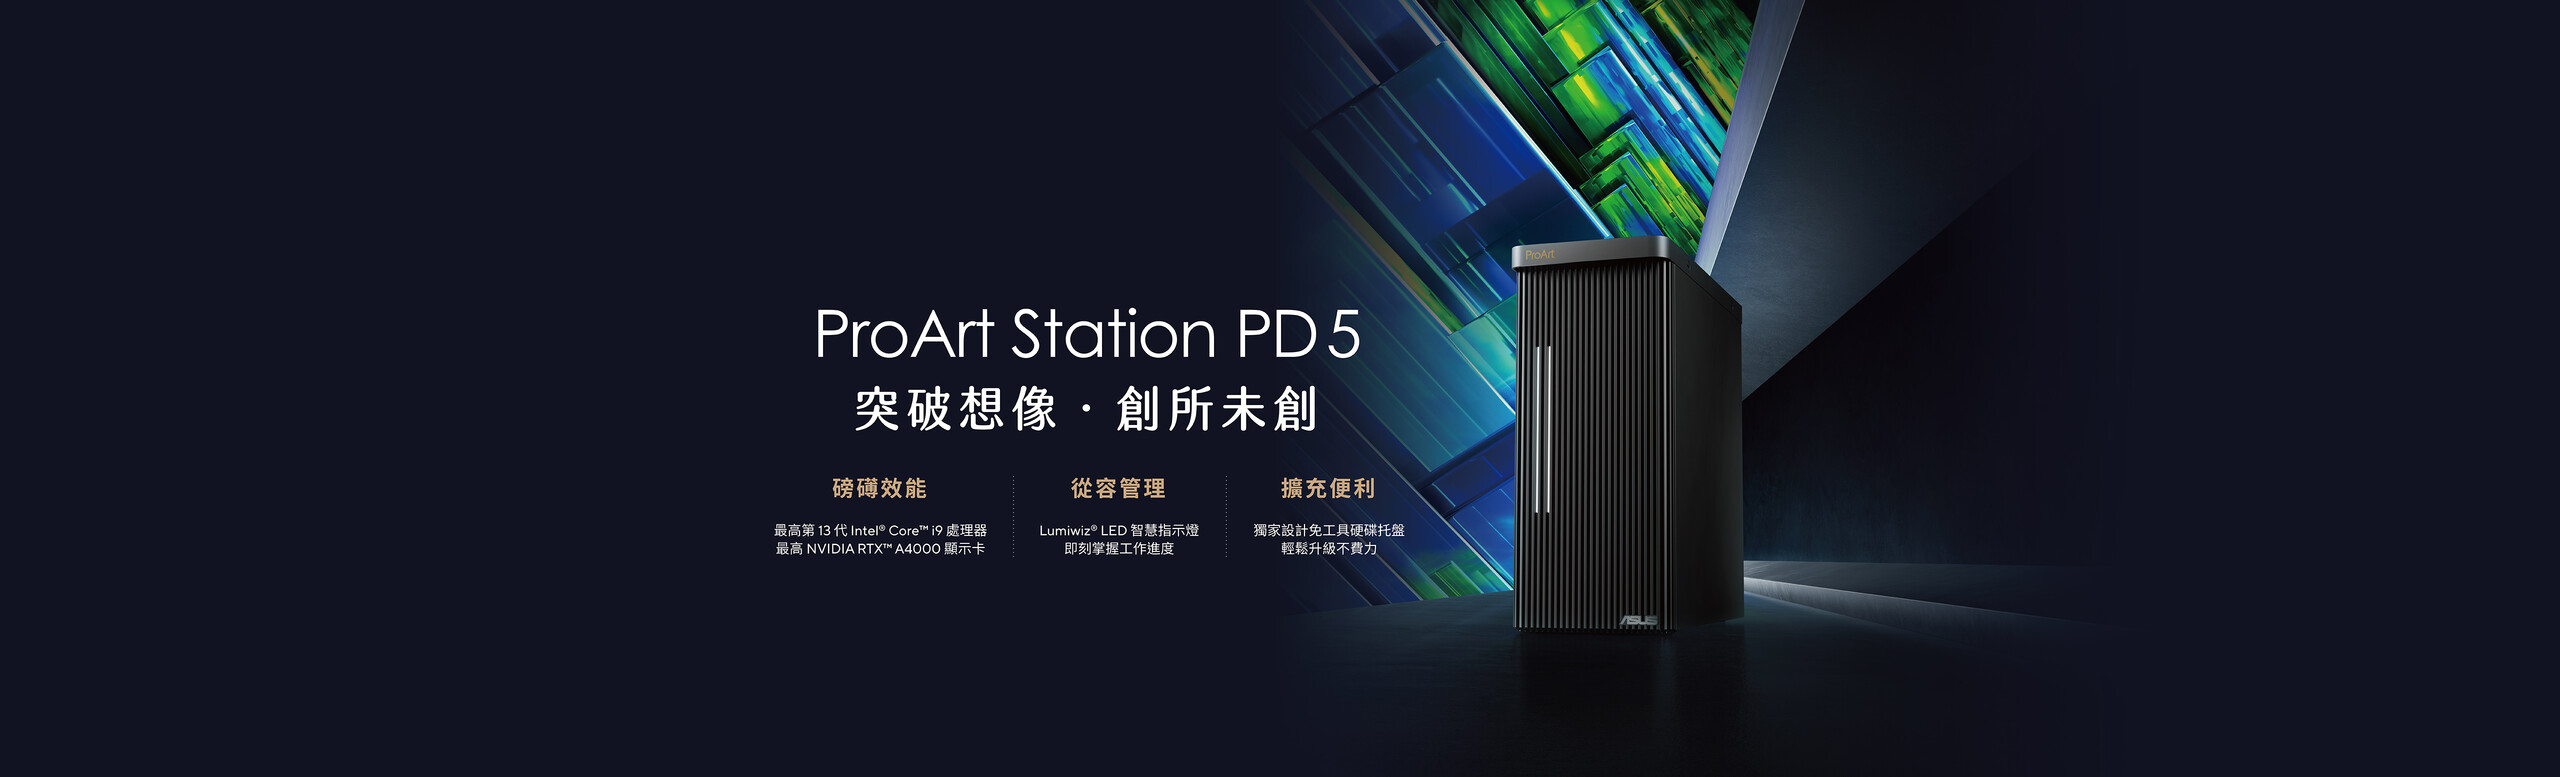 ProArt Station PD5
突破想像・創所未創
磅礡效能
最高第 13 代 Intel® Core™ i9 處理器
最高 NVIDIA RTX™ A4000 顯示卡
從容管理
Lumiwiz® LED 智慧指示燈
即刻掌握工作進度
擴充便利
獨家設計免工具硬碟托盤
輕鬆升級不費力
ProArt
ASUS